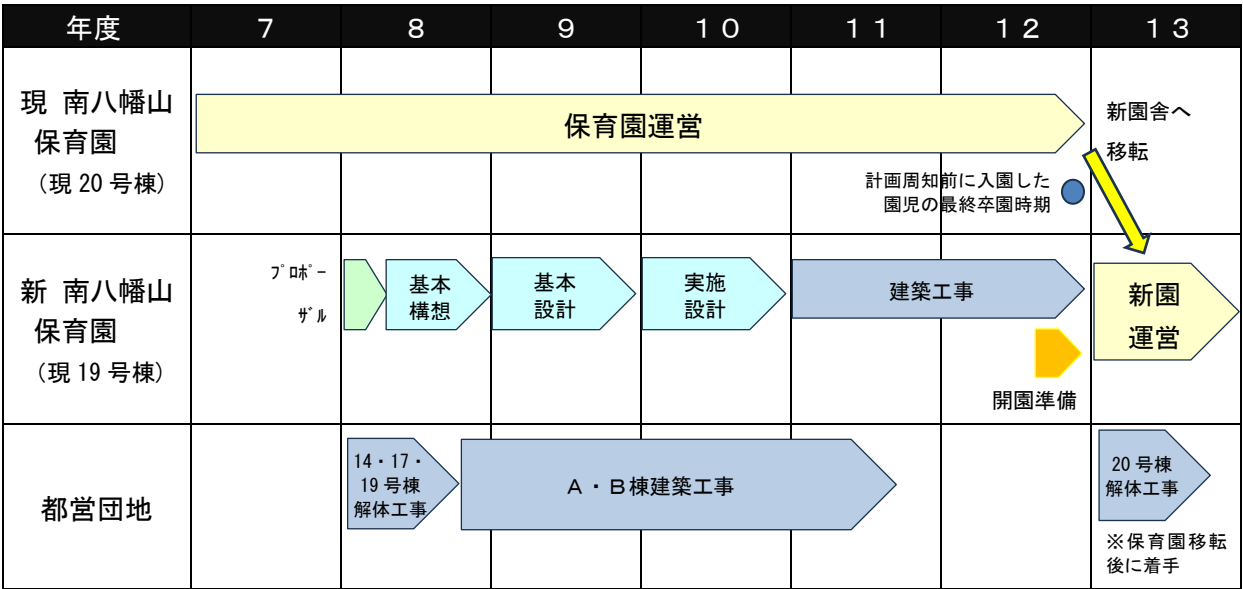 年度 7 8 9 10 11 12 13
現 南八幡山
保育園
(現 20 号棟)
保育園運営
新園舎へ
移転
計画周知前に入園した
園児の最終卒園時期
新 南八幡山
保育園
(現 19 号棟)
ﾌﾟﾛﾎﾟｰ
ｻﾞﾙ
基本
構想
基本
設計
実施
設計
建築工事
開園準備
新園
運営
都営団地
14・17・
19 号棟
解体工事
A・B棟建築工事
20 号棟
解体工事
※保育園移転
後に着手